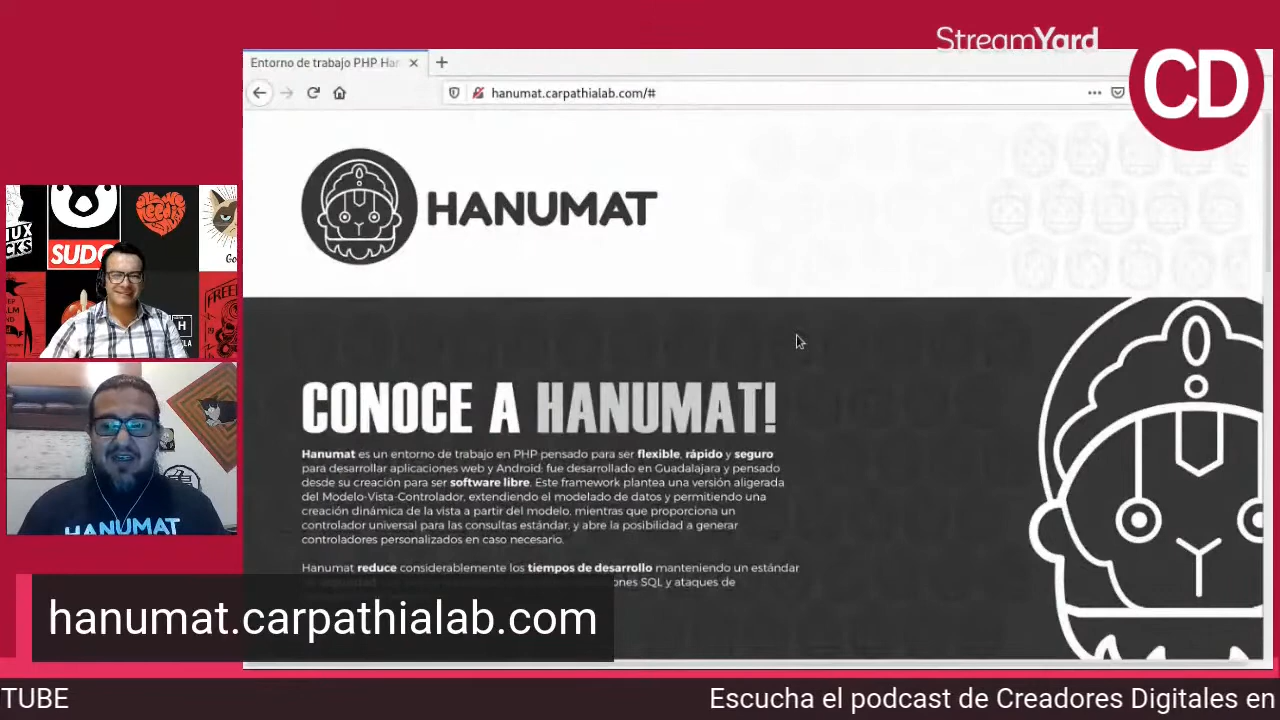 StreamYard
CD
Entorno de trabajo PHP Han
hanumat.carpathialab.com/#
HANUMAT
CONOCE A HANUMAT!
Hanumat es un entorno de trabajo en PHP pensado para ser flexible, rápido y seguro
para desarrollar aplicaciones web y Android; fue desarrollado en Guadalajara y pensado
desde su creación para ser software libre. Este framework plantea una versión aligerada
del Modelo-Vista-Controlador, extendiendo el modelado de datos y permitiendo una
creación dinámica de la vista a partir del modelo, mientras que proporciona un
controlador universal para las consultas estándar, y abre la posibilidad a generar
controladores personalizados en caso necesario.
Hanumat reduce considerablemente los tiempos de desarrollo manteniendo un estándar
ones SQL y ataques de
SUDO
HANUMAT
hanumat.carpathialab.com
TUBE
Escucha el podcast de Creadores Digitales en